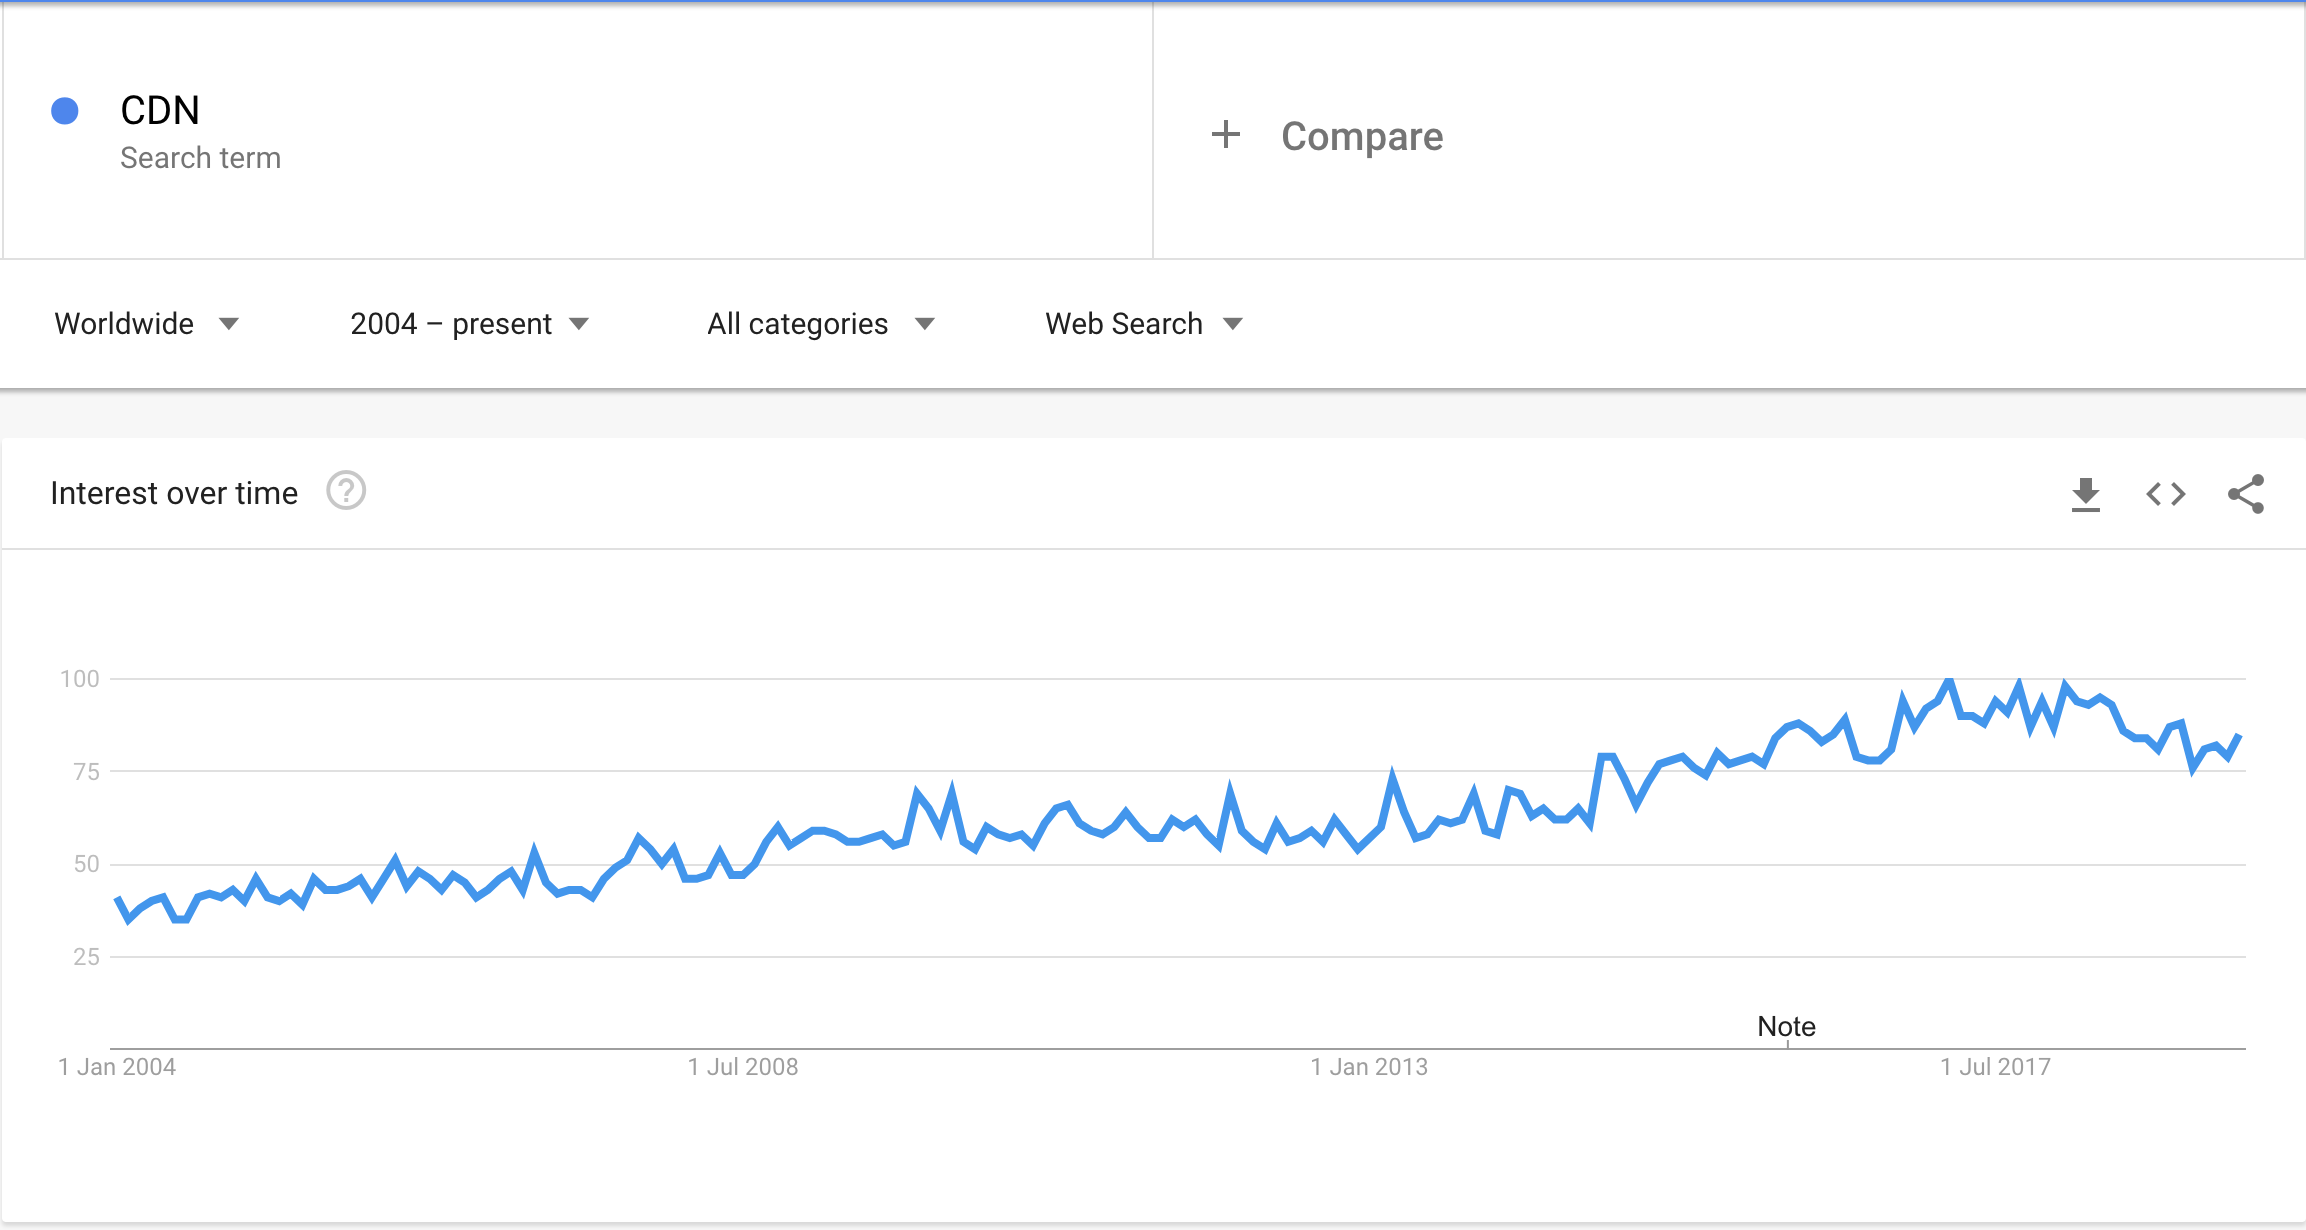 CDN
Search term
+ Compare
Worldwide 2004 – present All categories Web Search
Interest over time ?
100
75
50
25
Note
1 Jan 2004 1 Jul 2008 1 Jan 2013 1 Jul 2017